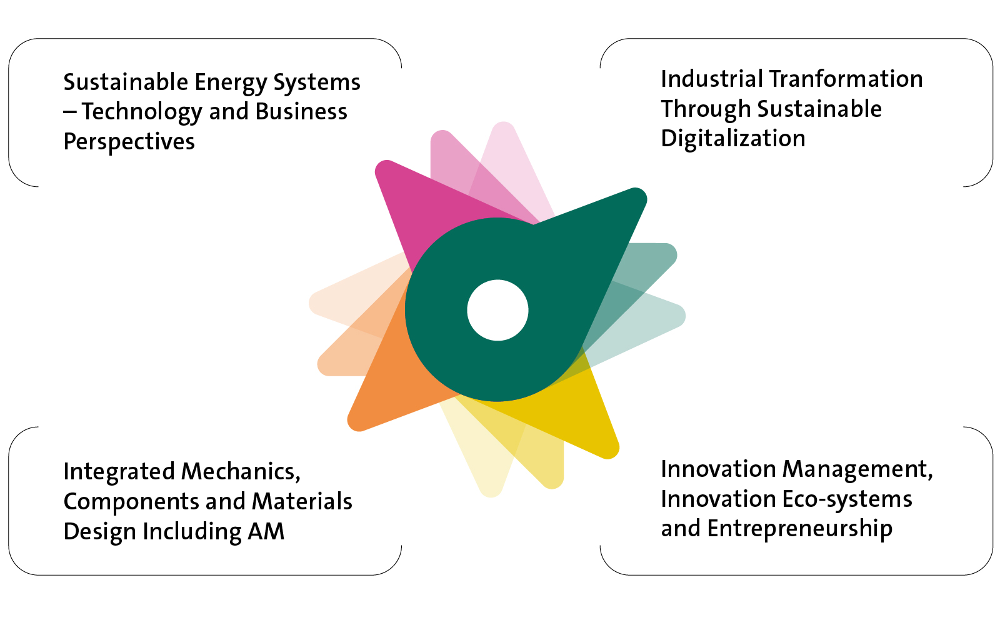 Sustainable Energy Systems
– Technology and Business
Perspectives
Industrial Tranformation
Through Sustainable
Digitalization
Integrated Mechanics,
Components and Materials
Design Including AM
Innovation Management,
Innovation Eco-systems
and Entrepreneurship